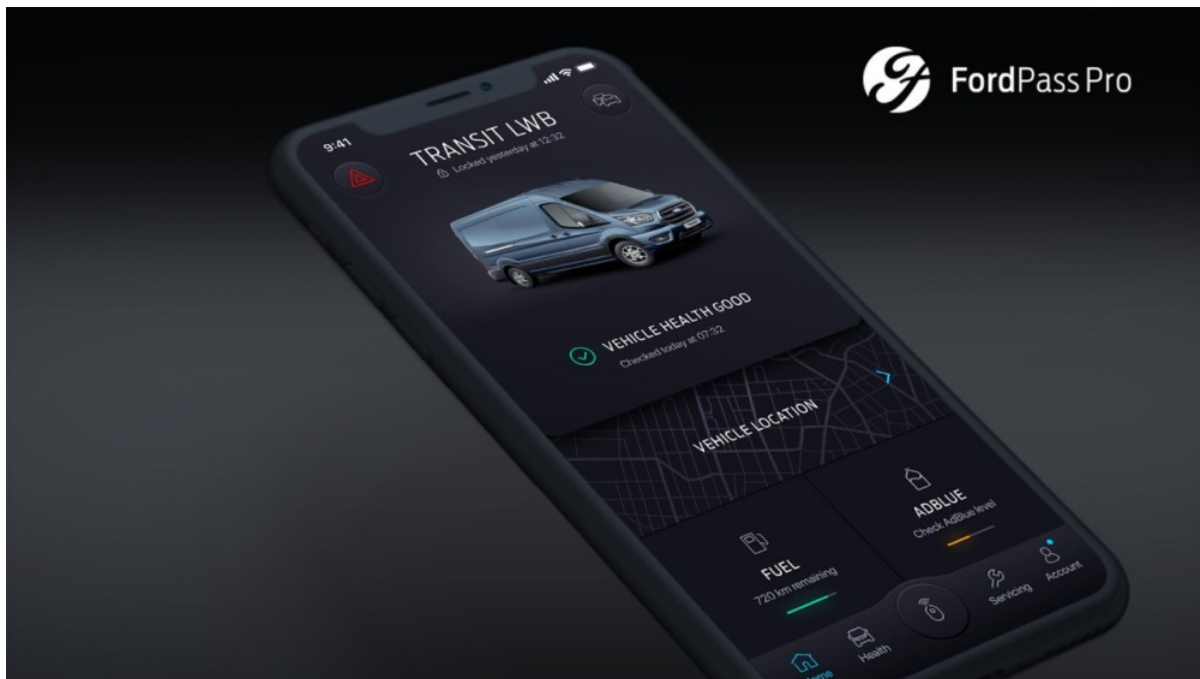 FordPass Pro
9:41
TRANSIT LWB
Locked yesterday at 12:32
VEHICLE HEALTH GOOD
Checked today at 07:32
VEHICLE LOCATION
FUEL
720 km remaining
ADBLUE
Check AdBlue level
Home
Health
Servicing
Account